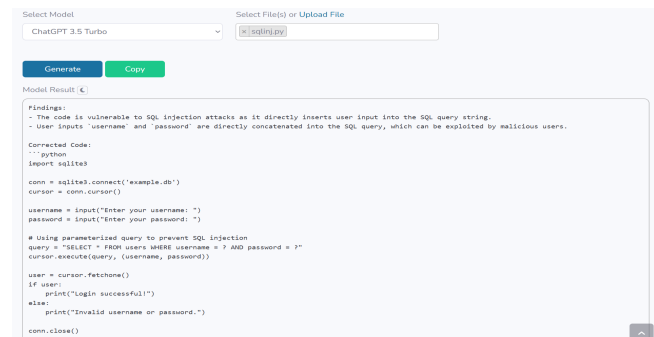 Select Model
Select File(s) or Upload File
ChatGPT 3.5 Turbo
× sqlinj.py
Generate
Copy
Model Result
Findings:
- The code is vulnerable to SQL injection attacks as it directly inserts user input into the SQL query string.
- User inputs `username` and `password` are directly concatenated into the SQL query, which can be exploited by malicious users.
Corrected Code:
```python
import sqlite3
conn = sqlite3.connect('example.db')
cursor = conn.cursor()
username = input("Enter your username: ")
password = input("Enter your password: ")
# Using parameterized query to prevent SQL injection
query = "SELECT * FROM users WHERE username = ? AND password = ?"
cursor.execute(query, (username, password))
user = cursor.fetchone()
if user:
    print("Login successful!")
else:
    print("Invalid username or password.")
conn.close()